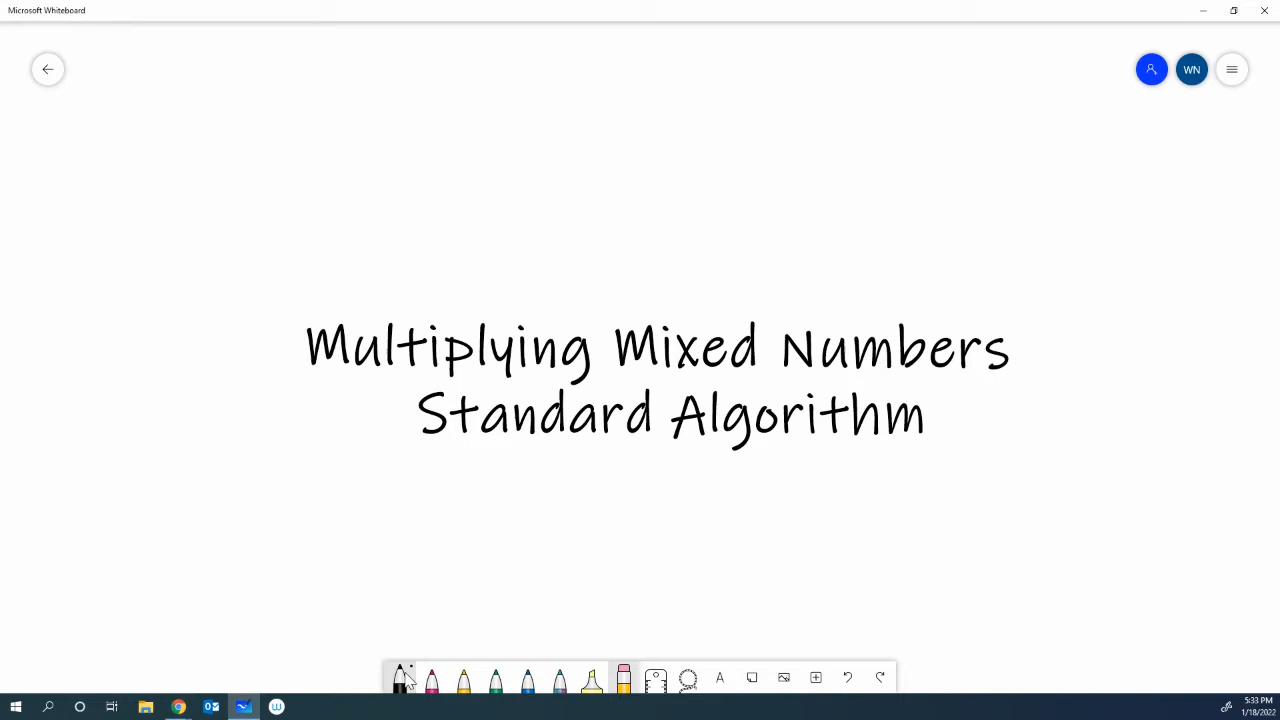 Microsoft Whiteboard
WN
Multiplying Mixed Numbers
Standard Algorithm
A
5:33 PM
1/18/2022